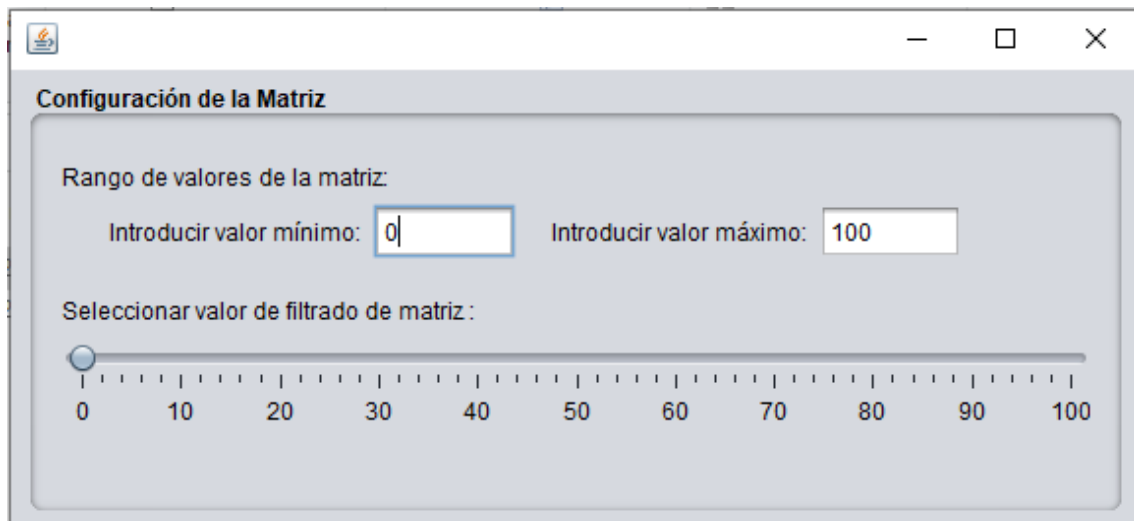 Configuración de la Matriz
Rango de valores de la matriz:
Introducir valor mínimo: 0 Introducir valor máximo: 100
Seleccionar valor de filtrado de matriz :
0 10 20 30 40 50 60 70 80 90 100